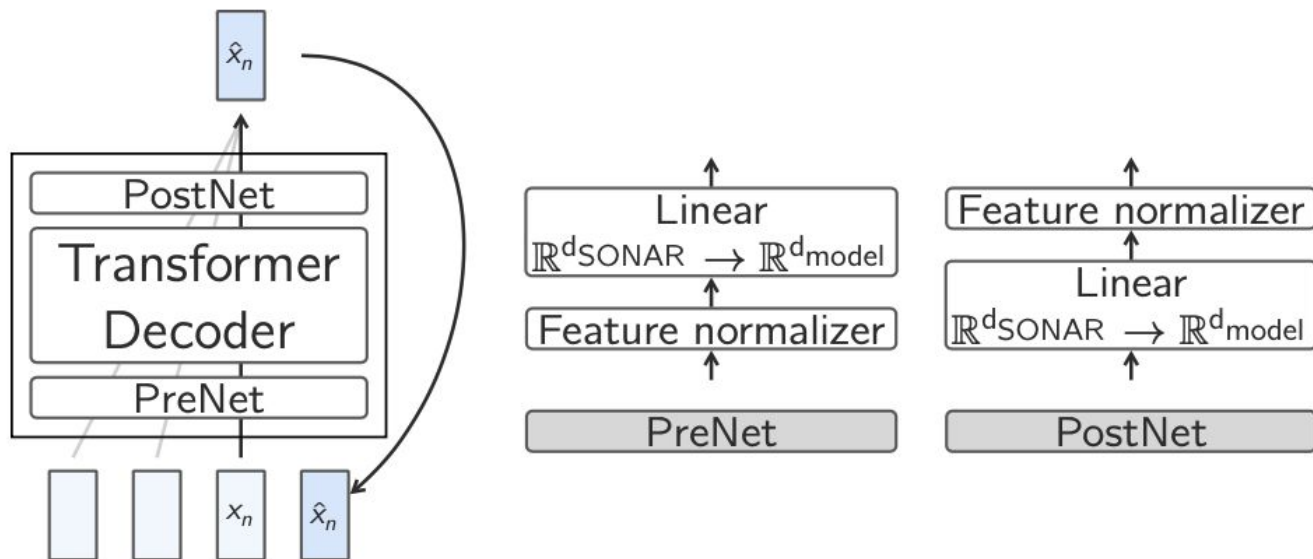 x̂ₙ
PostNet
Transformer
Decoder
PreNet
xₙ
x̂ₙ
Linear
ℝᵈSONAR → ℝᵈmodel
Feature normalizer
PreNet
Feature normalizer
Linear
ℝᵈSONAR → ℝᵈmodel
PostNet